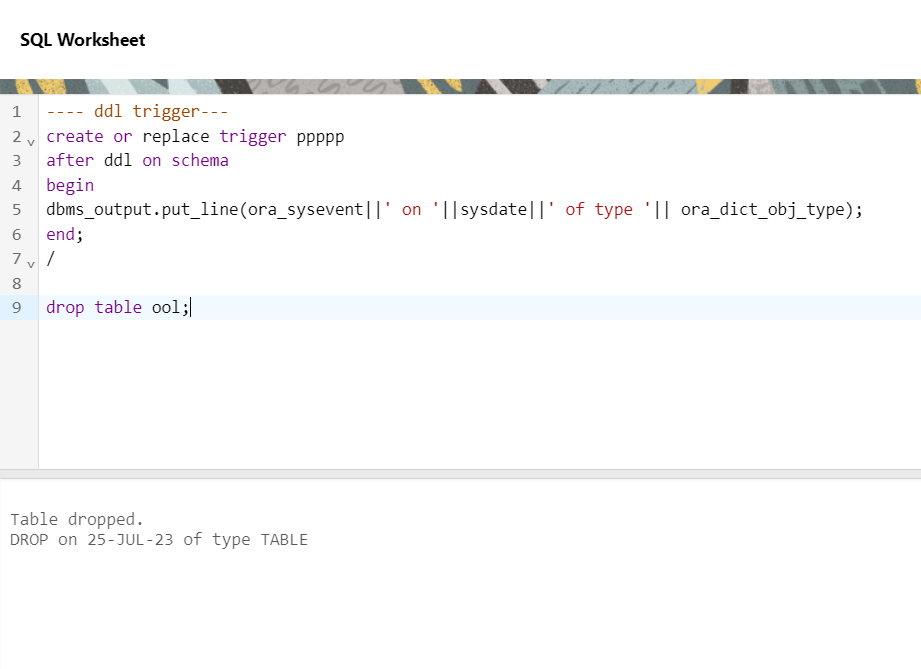 SQL Worksheet
1 ---- ddl trigger---
2 create or replace trigger ppppp
3 after ddl on schema
4 begin
5 dbms_output.put_line(ora_sysevent||' on '||sysdate||' of type '|| ora_dict_obj_type);
6 end;
7 /
8
9 drop table ool;
Table dropped.
DROP on 25-JUL-23 of type TABLE